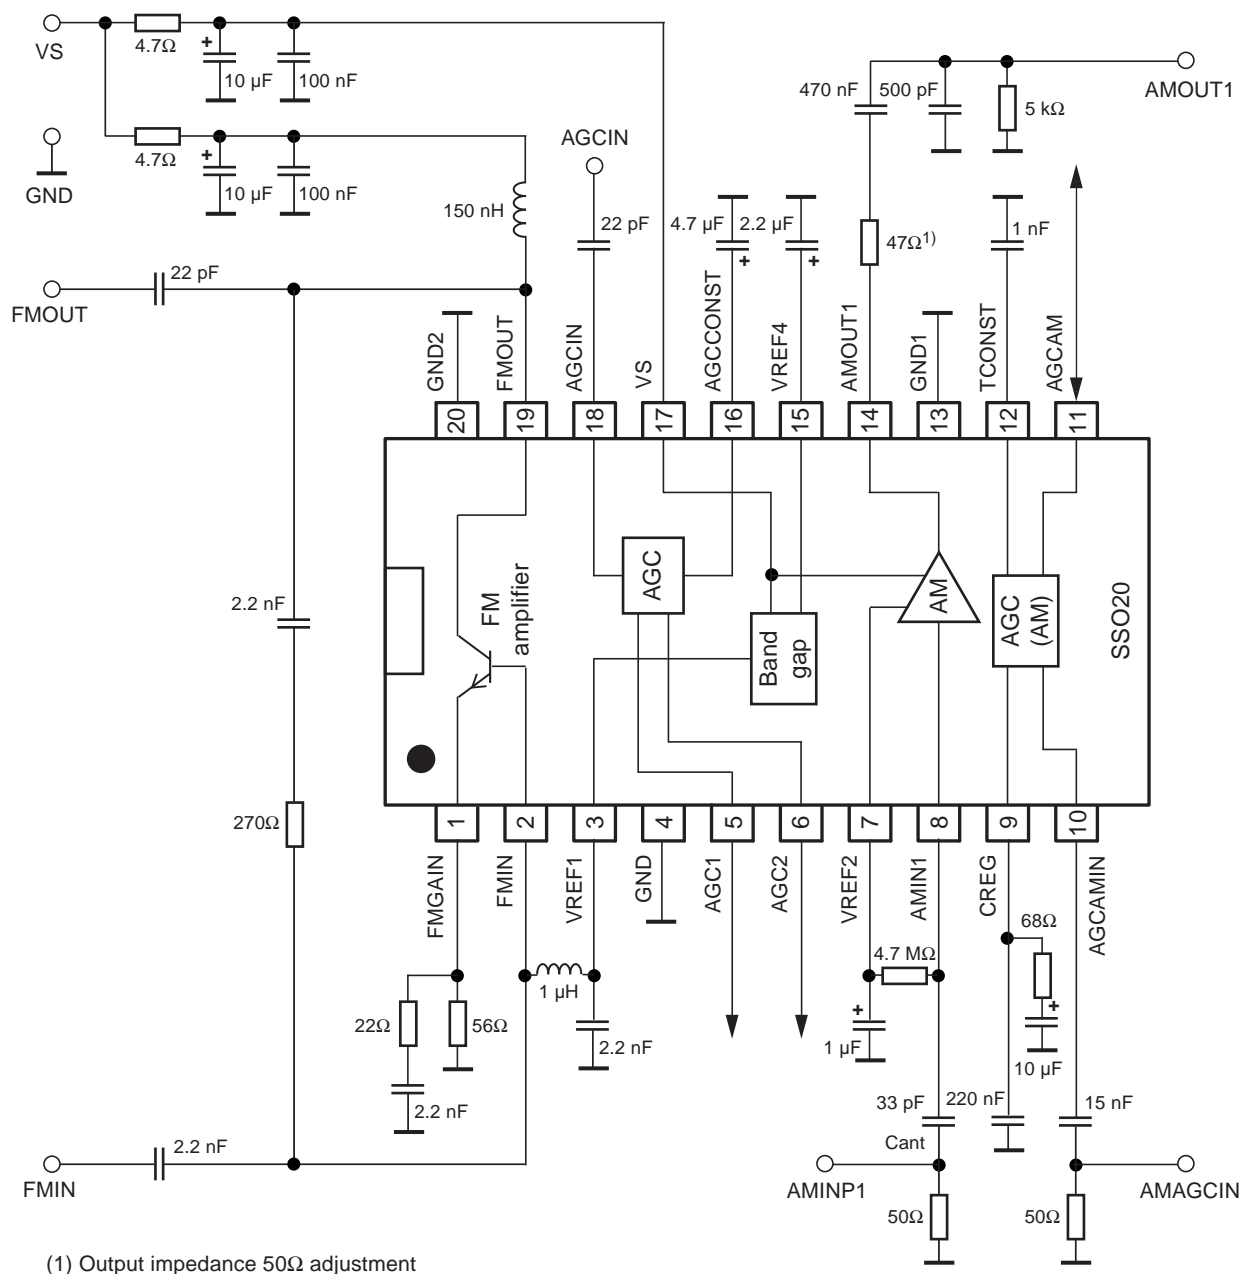 VS
4.7Ω
10 µF
100 nF
4.7Ω
10 µF
100 nF
GND
150 nH
AGCIN
22 pF
4.7 µF
2.2 µF
470 nF
500 pF
5 kΩ
AMOUT1
47Ω1)
1 nF
22 pF
FMOUT
GND2
FMOUT
AGCIN
VS
AGCCONST
VREF4
AMOUT1
GND1
TCONST
AGCAM
20
19
18
17
16
15
14
13
12
11
FM
amplifier
AGC
Band
gap
AM
AGC
(AM)
SSO20
2.2 nF
270Ω
1
2
3
4
5
6
7
8
9
10
FMGAIN
FMIN
VREF1
GND
AGC1
AGC2
VREF2
AMIN1
CREG
AGCAMIN
68Ω
4.7 MΩ
1 µH
22Ω
56Ω
2.2 nF
1 µF
10 µF
2.2 nF
33 pF
220 nF
15 nF
Cant
2.2 nF
FMIN
AMINP1
AMAGCIN
50Ω
50Ω
(1) Output impedance 50Ω adjustment